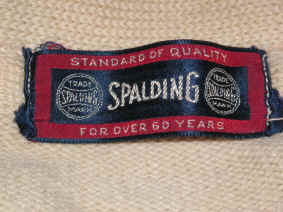 STANDARD OF QUALITY
TRADE
SPALDING
MARK
SPALDING
TRADE
SPALDING
MARK
FOR OVER 60 YEARS